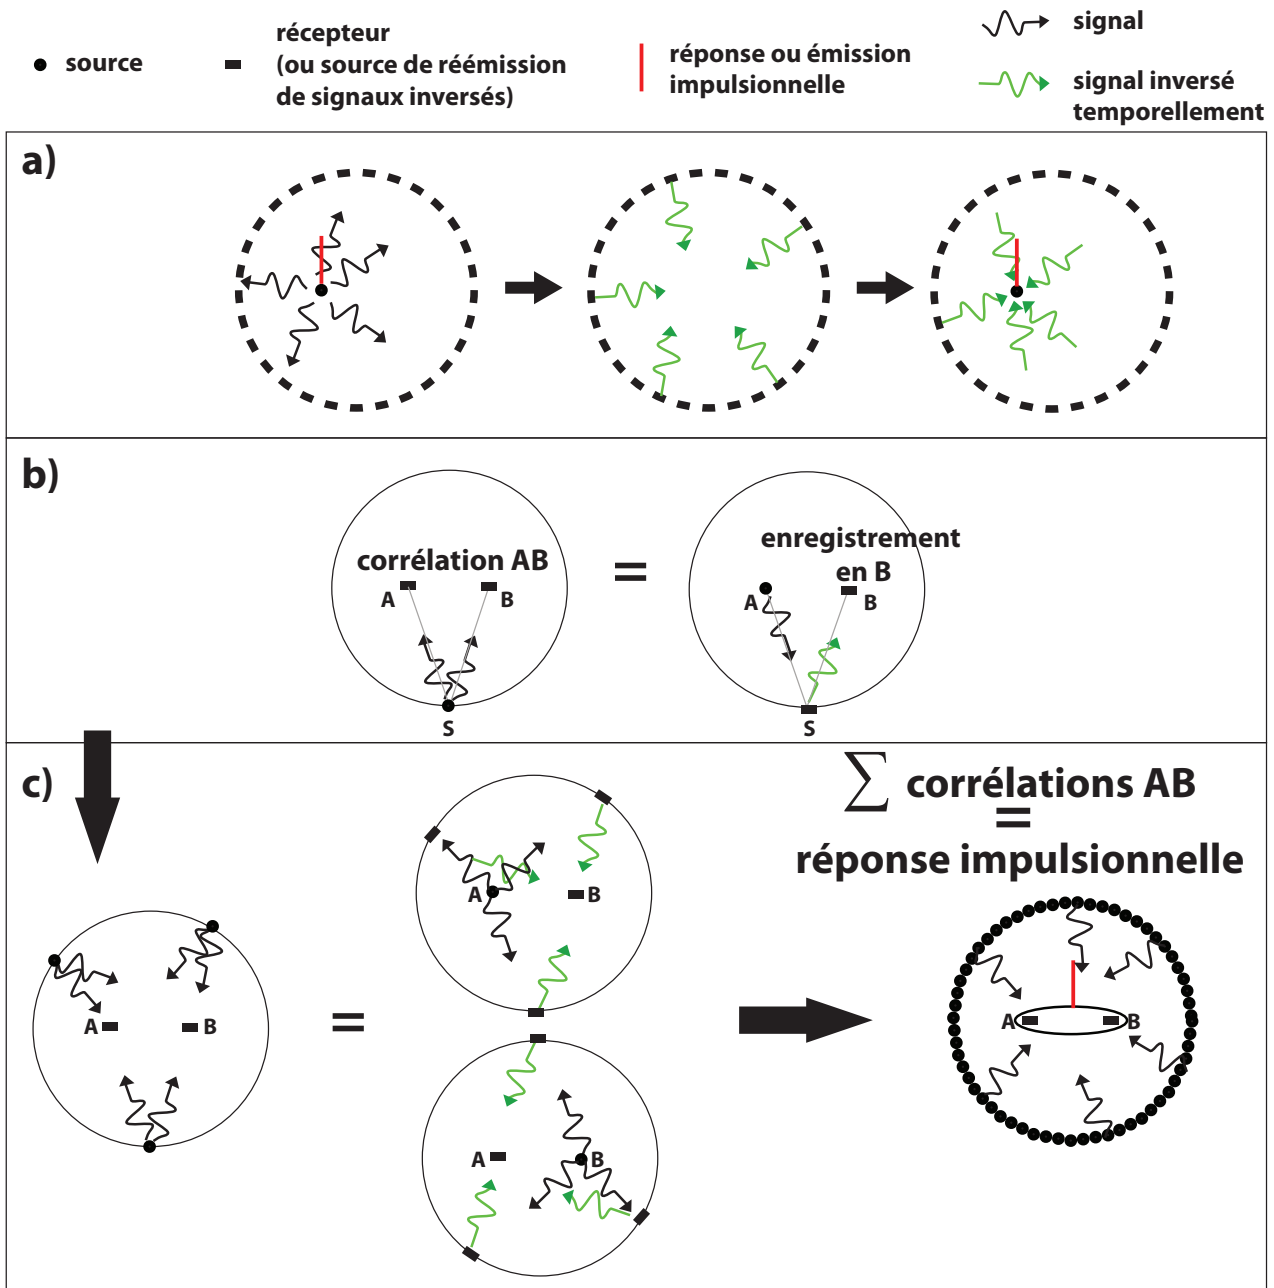 source
récepteur
(ou source de réémission
de signaux inversés)
réponse ou émission
impulsionnelle
signal
signal inversé
temporellement
a)
b)
corrélation AB
A
B
S
=
enregistrement
en B
A
B
S
c)
A
B
=
A
B
A
B
∑ corrélations AB
=
réponse impulsionnelle
A
B